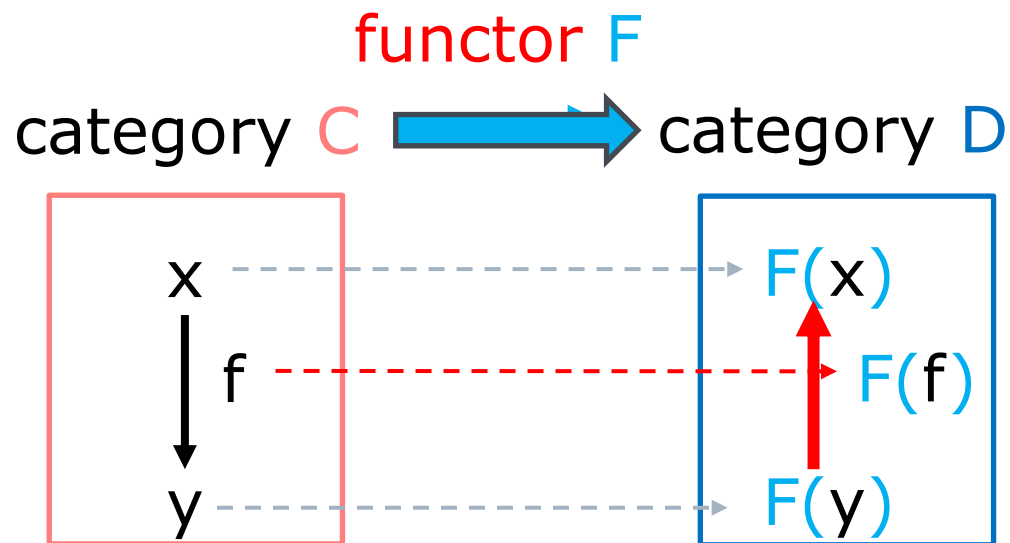 functor F
category C category D
x F(x)
f F(f)
y F(y)